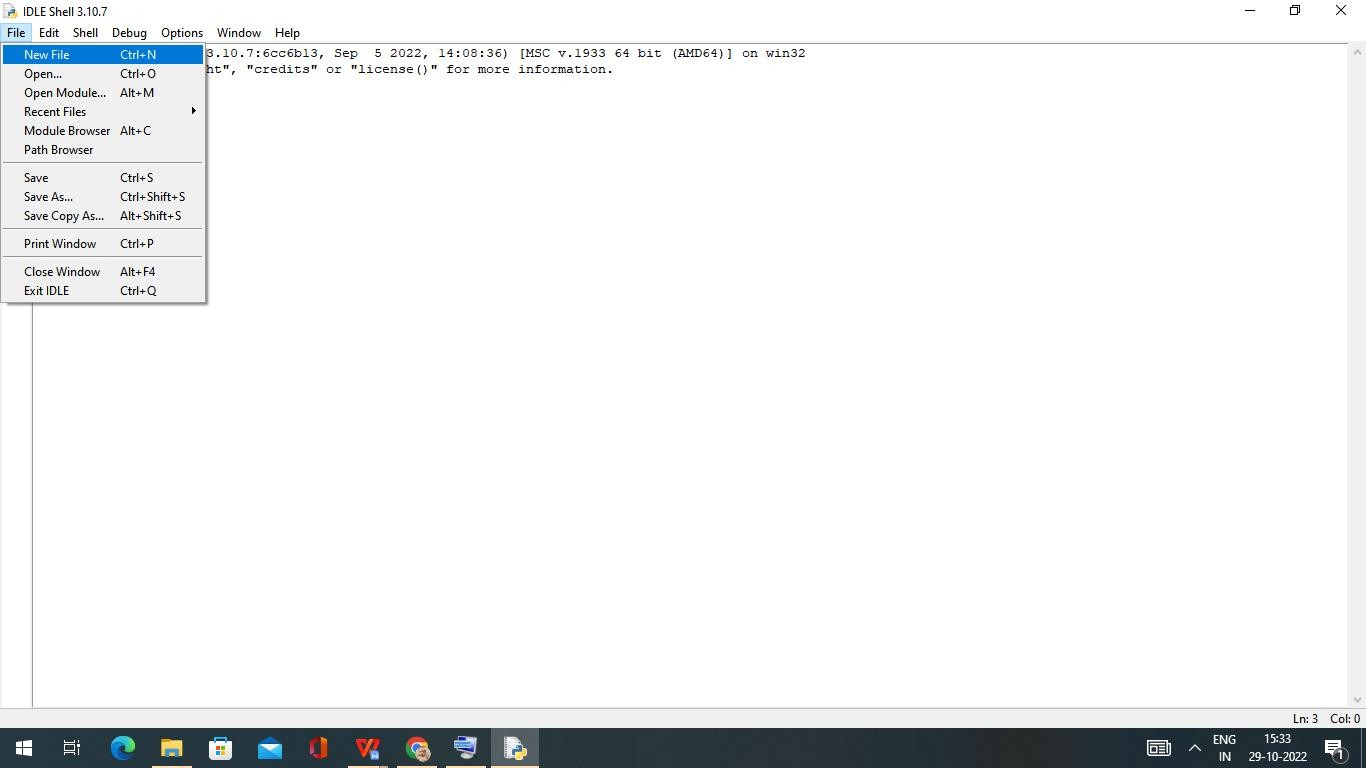 IDLE Shell 3.10.7
File Edit Shell Debug Options Window Help
New File Ctrl+N
Open... Ctrl+O
Open Module... Alt+M
Recent Files
Module Browser Alt+C
Path Browser
Save Ctrl+S
Save As... Ctrl+Shift+S
Save Copy As... Alt+Shift+S
Print Window Ctrl+P
Close Window Alt+F4
Exit IDLE Ctrl+Q
3.10.7:6cc6b13, Sep 5 2022, 14:08:36) [MSC v.1933 64 bit (AMD64)] on win32
ht", "credits" or "license()" for more information.
Ln: 3 Col: 0
ENG
IN
15:33
29-10-2022
1